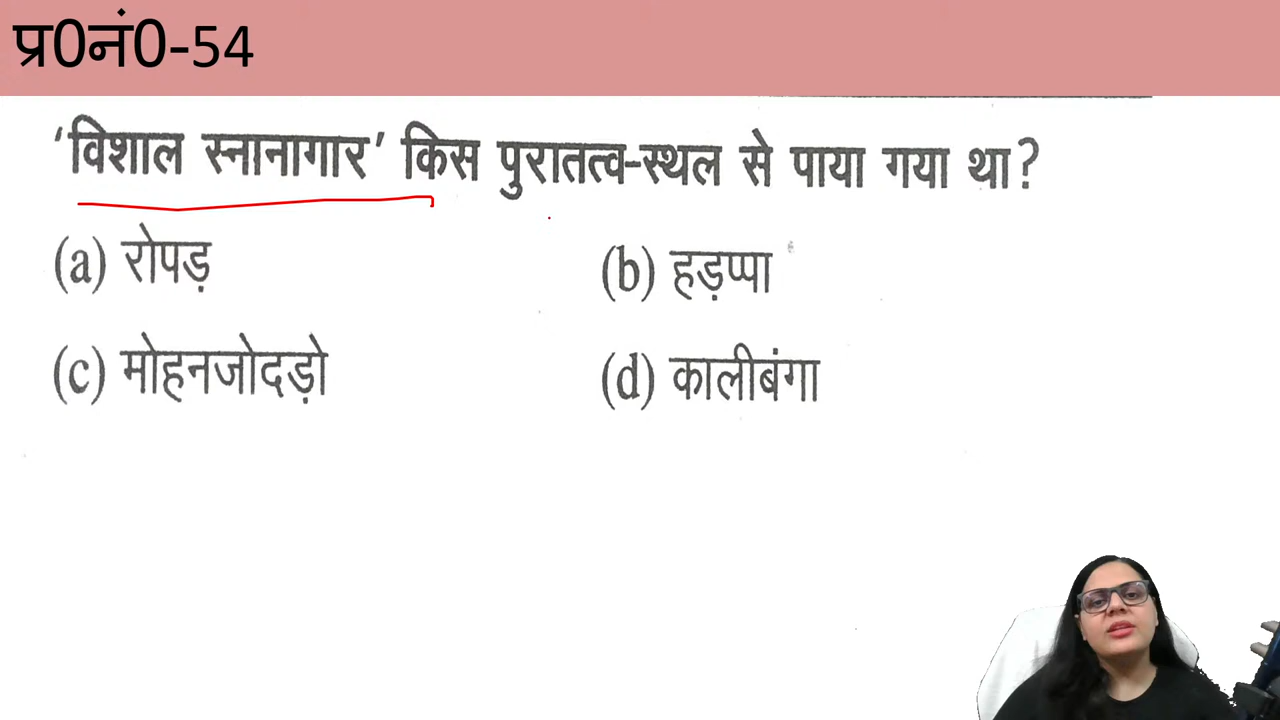 प्र0नं0-54
‘विशाल स्नानागार’ किस पुरातत्व-स्थल से पाया गया था?
(a) रोपड़ (b) हड़प्पा
(c) मोहनजोदड़ो (d) कालीबंगा